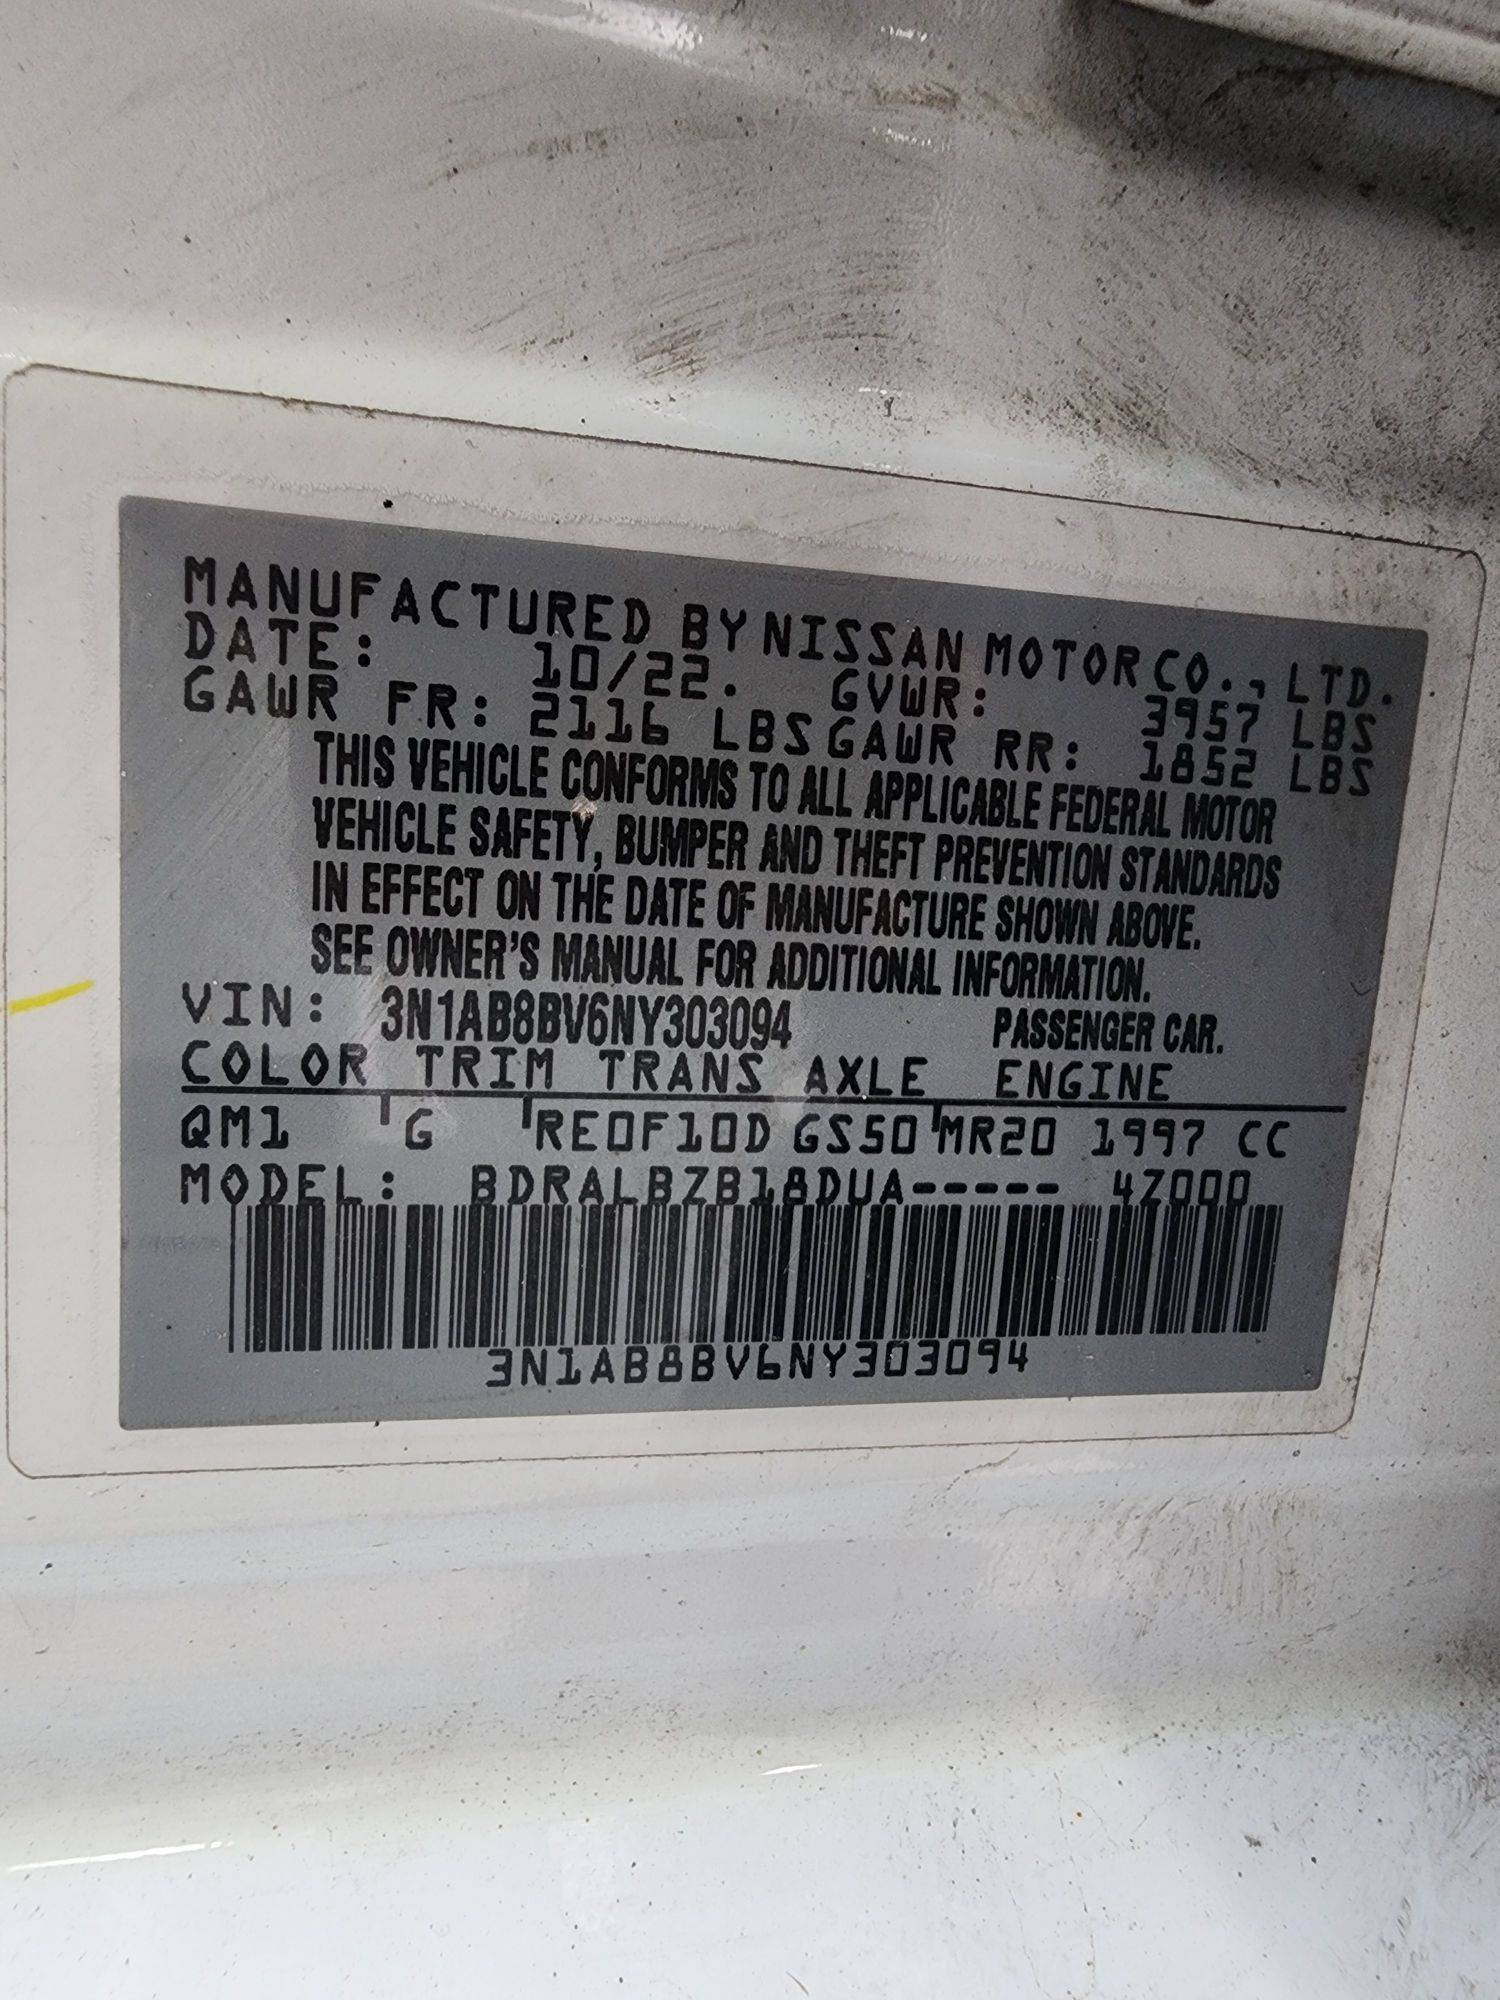 MANUFACTURED BY NISSAN MOTOR CO., LTD.
DATE: 10/22. GVWR: 3957 LBS
GAWR FR: 2116 LBS GAWR RR: 1852 LBS
THIS VEHICLE CONFORMS TO ALL APPLICABLE FEDERAL MOTOR
VEHICLE SAFETY, BUMPER AND THEFT PREVENTION STANDARDS
IN EFFECT ON THE DATE OF MANUFACTURE SHOWN ABOVE.
SEE OWNER'S MANUAL FOR ADDITIONAL INFORMATION.
VIN: 3N1AB8BV6NY303094 PASSENGER CAR.
COLOR TRIM TRANS AXLE ENGINE
QM1 G RE0F10D GS50 MR20 1997 CC
MODEL: BDRALBZB18DUA----- 4Z000
3N1AB8BV6NY303094